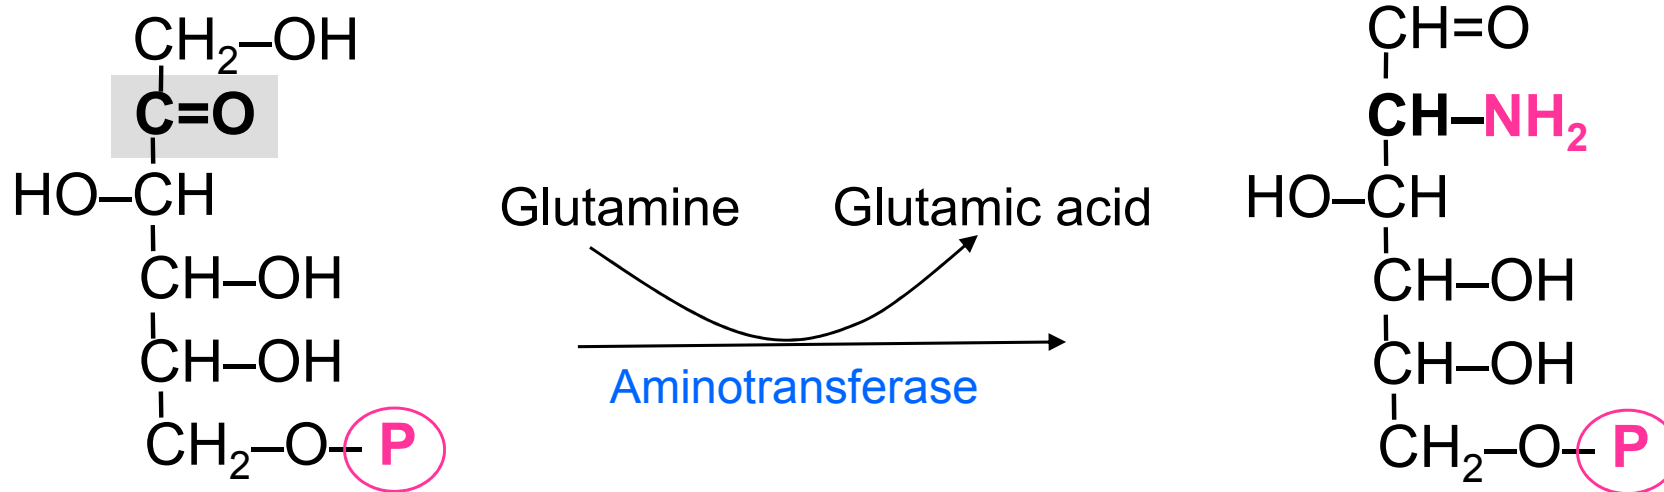 CH₂–OH
C=O
HO–CH
CH–OH
CH–OH
CH₂–O–P
Glutamine
Glutamic acid
Aminotransferase
CH=O
CH–NH₂
HO–CH
CH–OH
CH–OH
CH₂–O–P